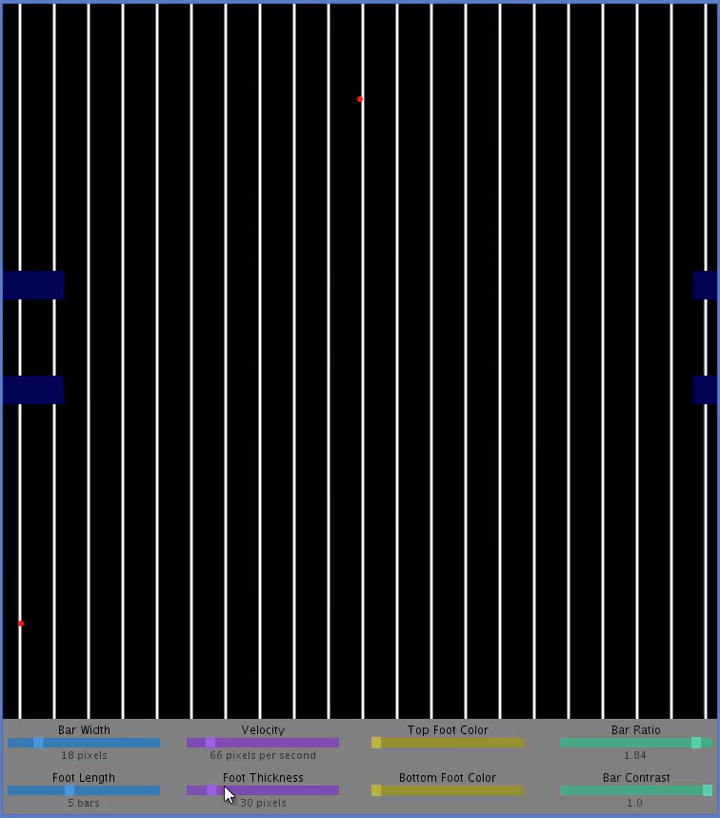 Bar Width
Velocity
Top Foot Color
Bar Ratio
18 pixels
66 pixels per second
1.84
Foot Length
Foot Thickness
Bottom Foot Color
Bar Contrast
5 bars
30 pixels
1.0